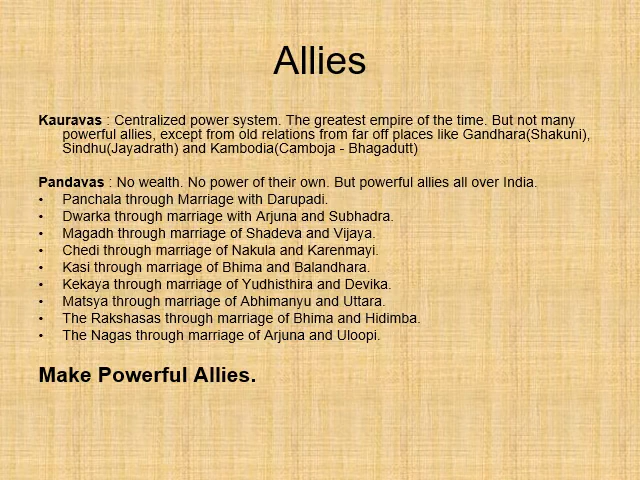 Allies
Kauravas : Centralized power system. The greatest empire of the time. But not many
powerful allies, except from old relations from far off places like Gandhara(Shakuni),
Sindhu(Jayadrath) and Kambodia(Camboja - Bhagadutt)
Pandavas : No wealth. No power of their own. But powerful allies all over India.
• Panchala through Marriage with Darupadi.
• Dwarka through marriage with Arjuna and Subhadra.
• Magadh through marriage of Shadeva and Vijaya.
• Chedi through marriage of Nakula and Karenmayi.
• Kasi through marriage of Bhima and Balandhara.
• Kekaya through marriage of Yudhisthira and Devika.
• Matsya through marriage of Abhimanyu and Uttara.
• The Rakshasas through marriage of Bhima and Hidimba.
• The Nagas through marriage of Arjuna and Uloopi.
Make Powerful Allies.